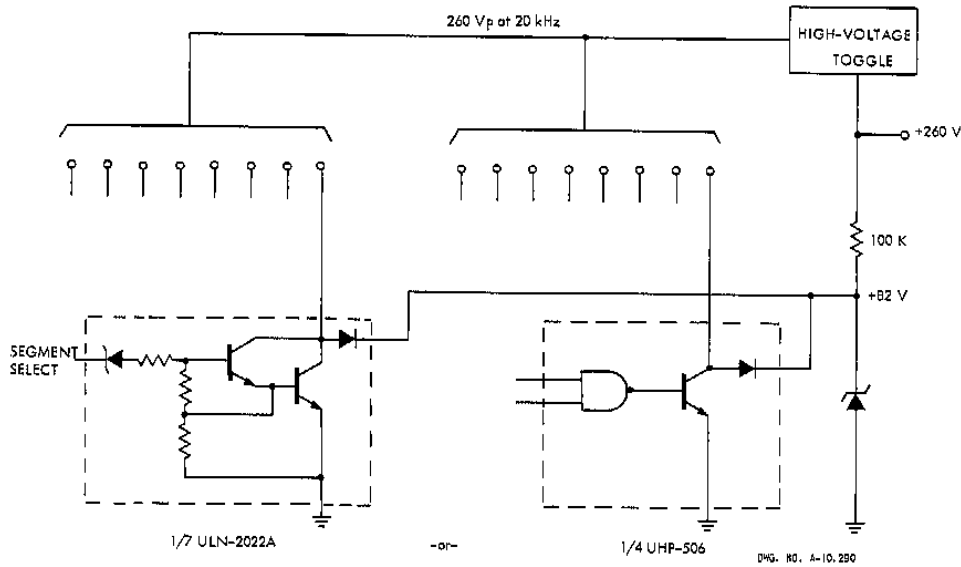 260 Vp at 20 kHz
HIGH-VOLTAGE
TOGGLE
+260 V
100 K
+82 V
SEGMENT
SELECT
1/7 ULN-2022A
-or-
1/4 UHP-506
DWG. NO. A-10,290